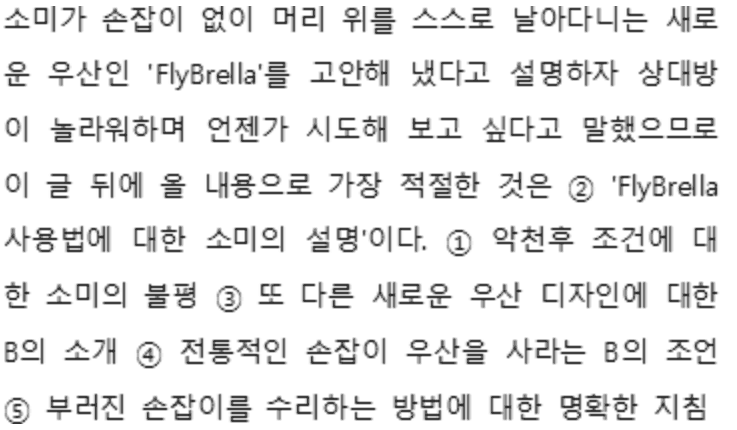 소미가 손잡이 없이 머리 위를 스스로 날아다니는 새로
운 우산인 'FlyBrella'를 고안해 냈다고 설명하자 상대방
이 놀라워하며 언젠가 시도해 보고 싶다고 말했으므로
이 글 뒤에 올 내용으로 가장 적절한 것은 ② 'FlyBrella
사용법에 대한 소미의 설명'이다. ① 악천후 조건에 대
한 소미의 불평 ③ 또 다른 새로운 우산 디자인에 대한
B의 소개 ④ 전통적인 손잡이 우산을 사라는 B의 조언
⑤ 부러진 손잡이를 수리하는 방법에 대한 명확한 지침